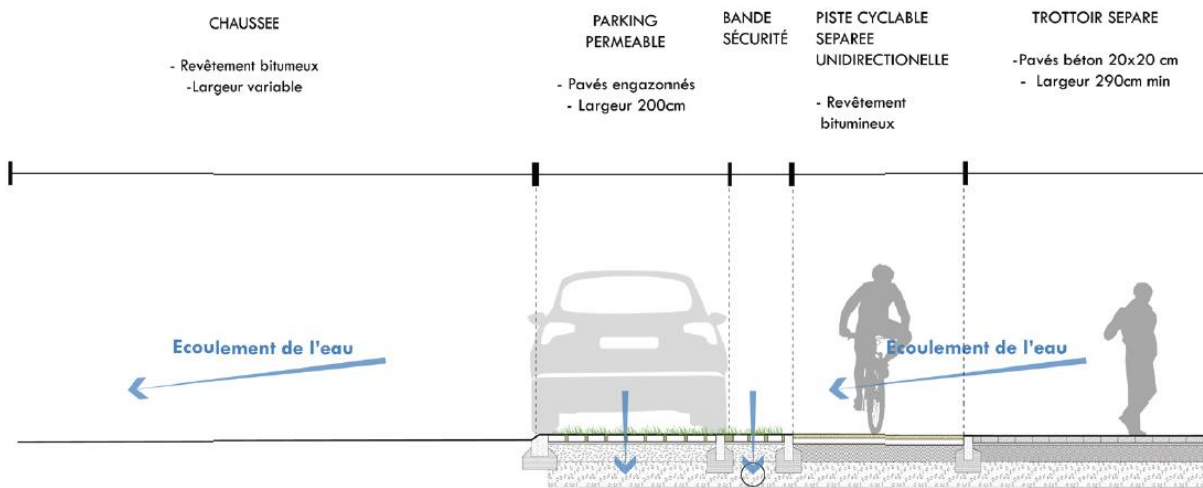 CHAUSSEE
- Revêtement bitumeux
-Largeur variable
PARKING
PERMEABLE
- Pavés engazonnés
- Largeur 200cm
BANDE
SÉCURITÉ
PISTE CYCLABLE
SEPAREE
UNIDIRECTIONELLE
- Revêtement
bitumineux
TROTTOIR SEPARE
-Pavés béton 20x20 cm
- Largeur 290cm min
Ecoulement de l'eau
Ecoulement de l'eau